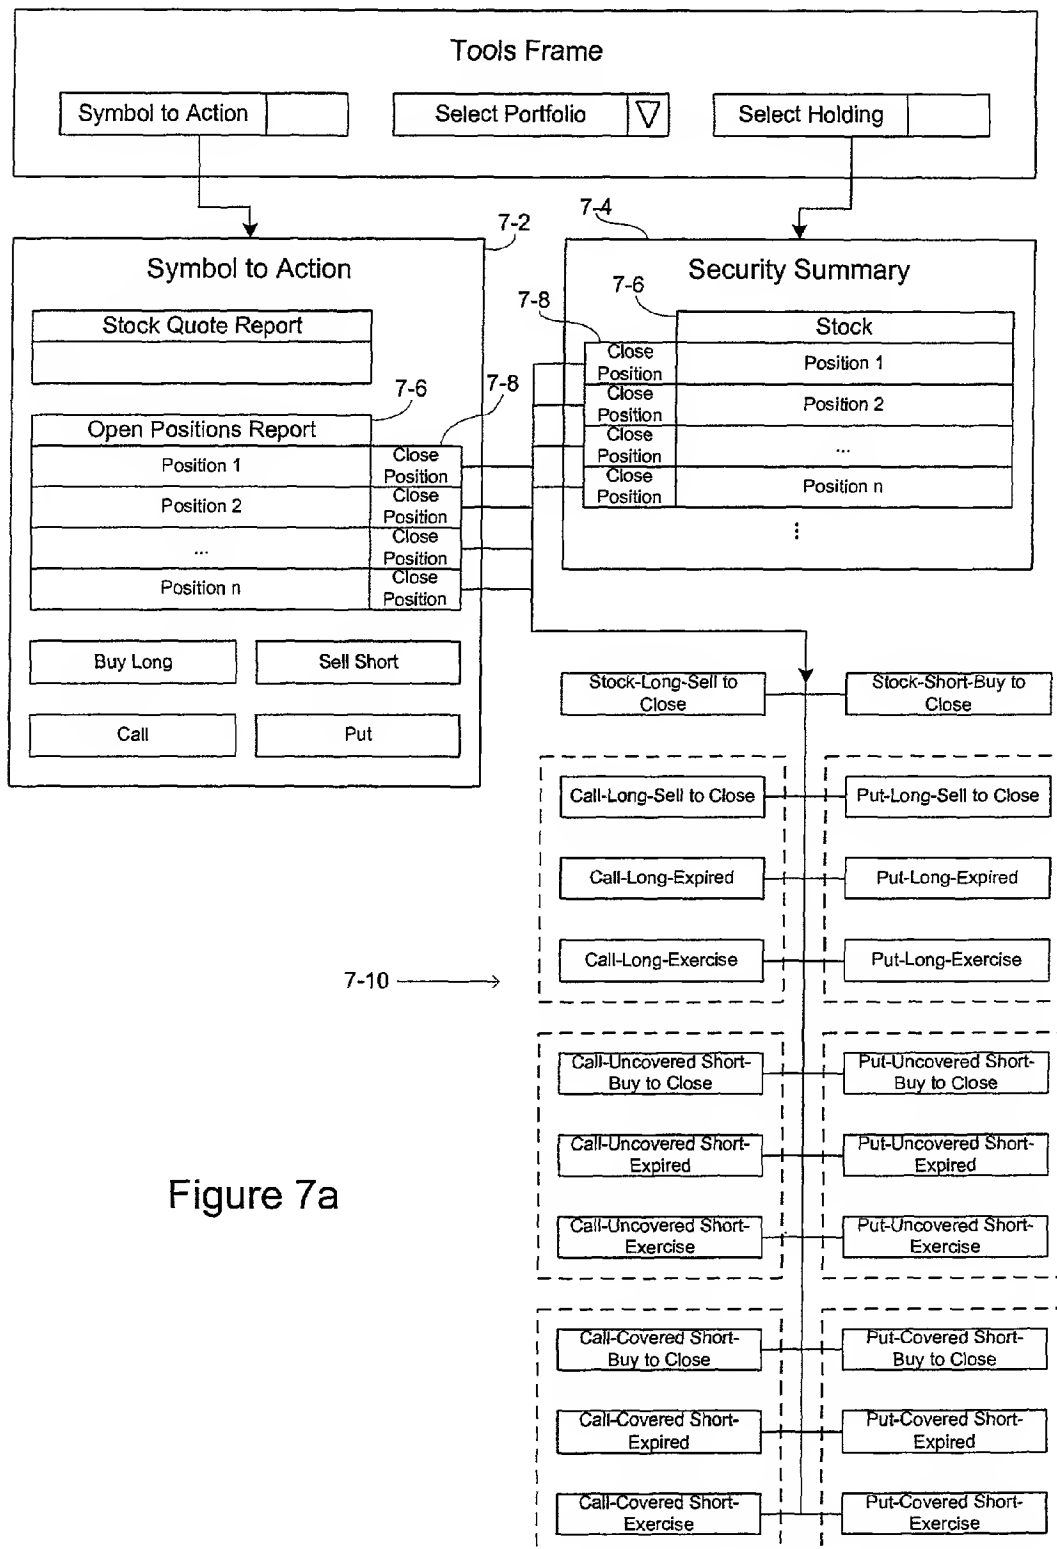 Tools Frame
Symbol to Action
Select Portfolio
Select Holding
7-2
7-4
Symbol to Action
Security Summary
Stock Quote Report
7-6
7-8
Open Positions Report
Position 1
Close
Position
Position 2
Close
Position
...
Close
Position
Position n
Close
Position
Buy Long
Sell Short
Call
Put
7-6
7-8
Stock
Close
Position
Position 1
Close
Position
Position 2
Close
Position
...
Close
Position
Position n
Stock-Long-Sell to
Close
Stock-Short-Buy to
Close
Call-Long-Sell to Close
Put-Long-Sell to Close
Call-Long-Expired
Put-Long-Expired
Call-Long-Exercise
Put-Long-Exercise
7-10
Call-Uncovered Short-
Buy to Close
Put-Uncovered Short-
Buy to Close
Call-Uncovered Short-
Expired
Put-Uncovered Short-
Expired
Call-Uncovered Short-
Exercise
Put-Uncovered Short-
Exercise
Figure 7a
Call-Covered Short-
Buy to Close
Put-Covered Short-
Buy to Close
Call-Covered Short-
Expired
Put-Covered Short-
Expired
Call-Covered Short-
Exercise
Put-Covered Short-
Exercise